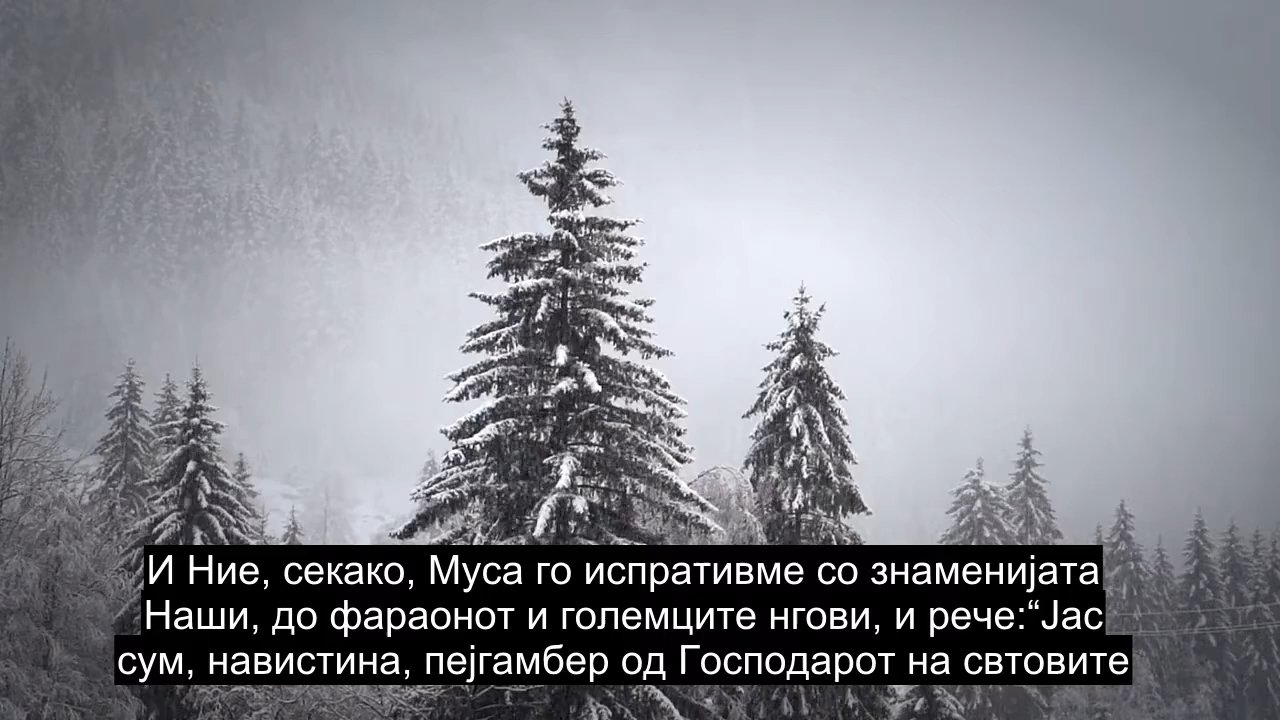 И Ние, секако, Муса го испративме со знаменијата
Наши, до фараонот и големците нгови, и рече:“Јас
сум, навистина, пејгамбер од Господарот на свтовите